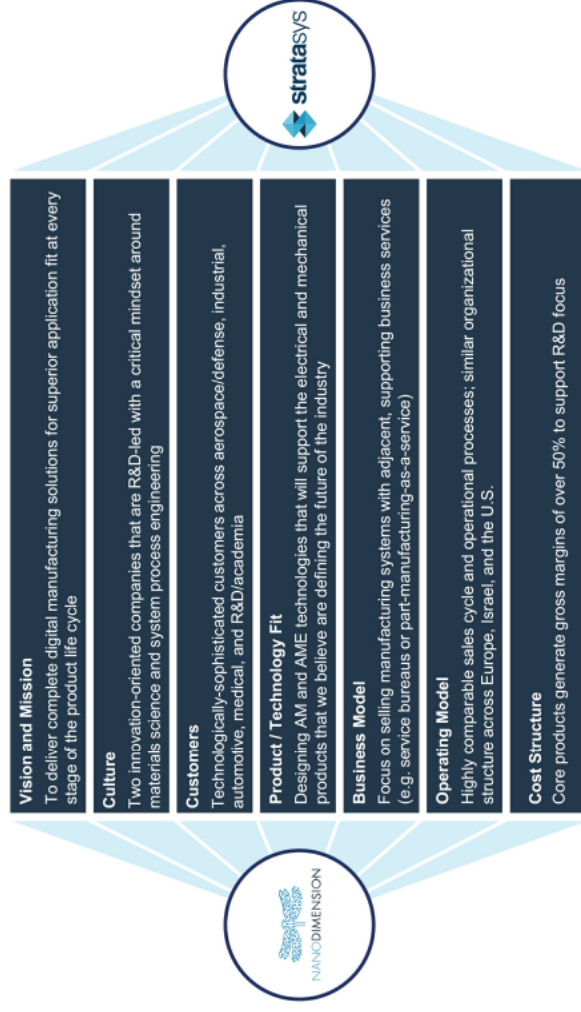 NANODIMENSION
Vision and Mission
To deliver complete digital manufacturing solutions for superior application fit at every
stage of the product life cycle
Culture
Two innovation-oriented companies that are R&D-led with a critical mindset around
materials science and system process engineering
Customers
Technologically-sophisticated customers across aerospace/defense, industrial,
automotive, medical, and R&D/academia
Product / Technology Fit
Designing AM and AME technologies that will support the electrical and mechanical
products that we believe are defining the future of the industry
Business Model
Focus on selling manufacturing systems with adjacent, supporting business services
(e.g. service bureaus or part-manufacturing-as-a-service)
Operating Model
Highly comparable sales cycle and operational processes; similar organizational
structure across Europe, Israel, and the U.S.
Cost Structure
Core products generate gross margins of over 50% to support R&D focus
stratasys